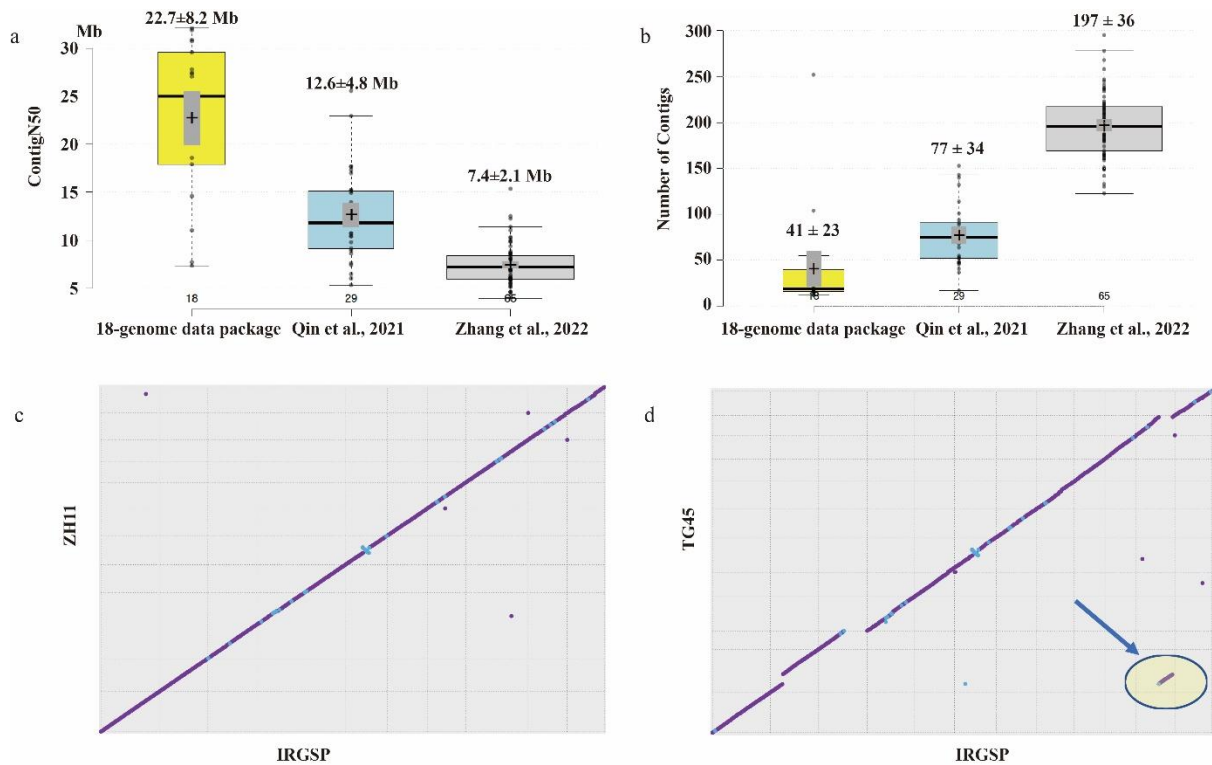 a
Mb
22.7±8.2 Mb
12.6±4.8 Mb
7.4±2.1 Mb
ContigN50
30
25
20
15
10
5
18
29
65
18-genome data package
Qin et al., 2021
Zhang et al., 2022
b
197 ± 36
77 ± 34
41 ± 23
Number of Contigs
300
250
200
150
100
50
0
18
29
65
18-genome data package
Qin et al., 2021
Zhang et al., 2022
c
ZH11
IRGSP
d
TG45
IRGSP